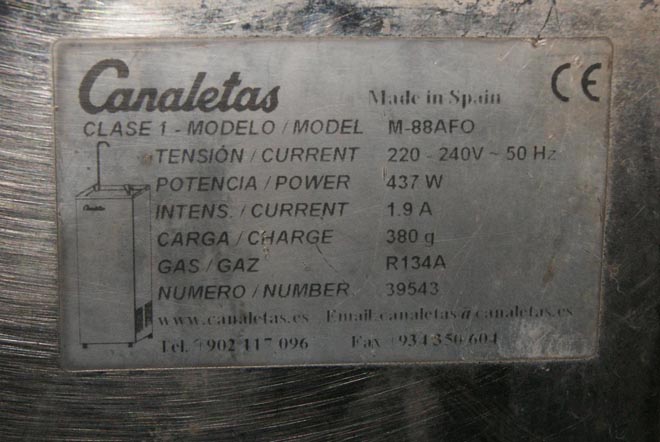 Canaletas Made in Spain CE
CLASE 1 - MODELO / MODEL M-88AFO
TENSIÓN / CURRENT 220 - 240V ~ 50 Hz
POTENCIA / POWER 437 W
INTENS. / CURRENT 1.9 A
CARGA / CHARGE 380 g
GAS / GAZ R134A
NUMERO / NUMBER 39543
www.canaletas.es Email: canaletas@canaletas.es
Tel. +902 117 096 Fax +934 350 604
Canaletas